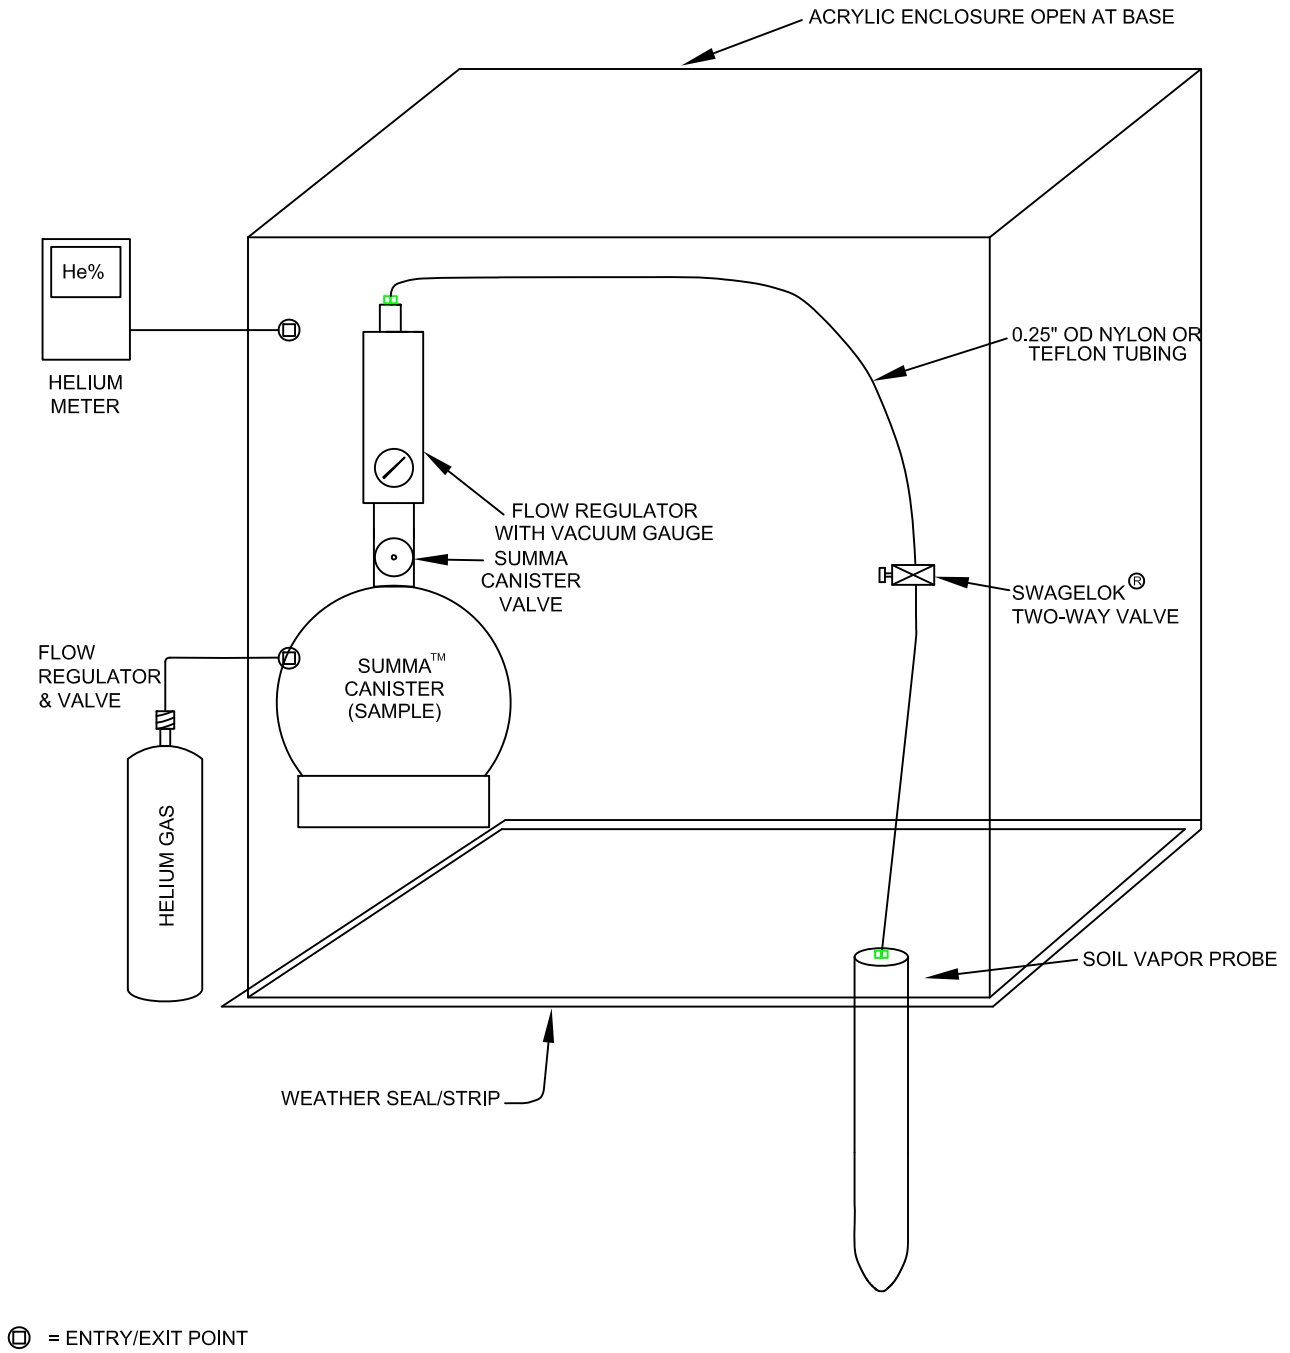 ACRYLIC ENCLOSURE OPEN AT BASE
He%
HELIUM
METER
0.25" OD NYLON OR
TEFLON TUBING
FLOW REGULATOR
WITH VACUUM GAUGE
SUMMA
CANISTER
VALVE
SWAGELOK®
TWO-WAY VALVE
FLOW
REGULATOR
& VALVE
SUMMA™
CANISTER
(SAMPLE)
HELIUM GAS
SOIL VAPOR PROBE
WEATHER SEAL/STRIP
= ENTRY/EXIT POINT